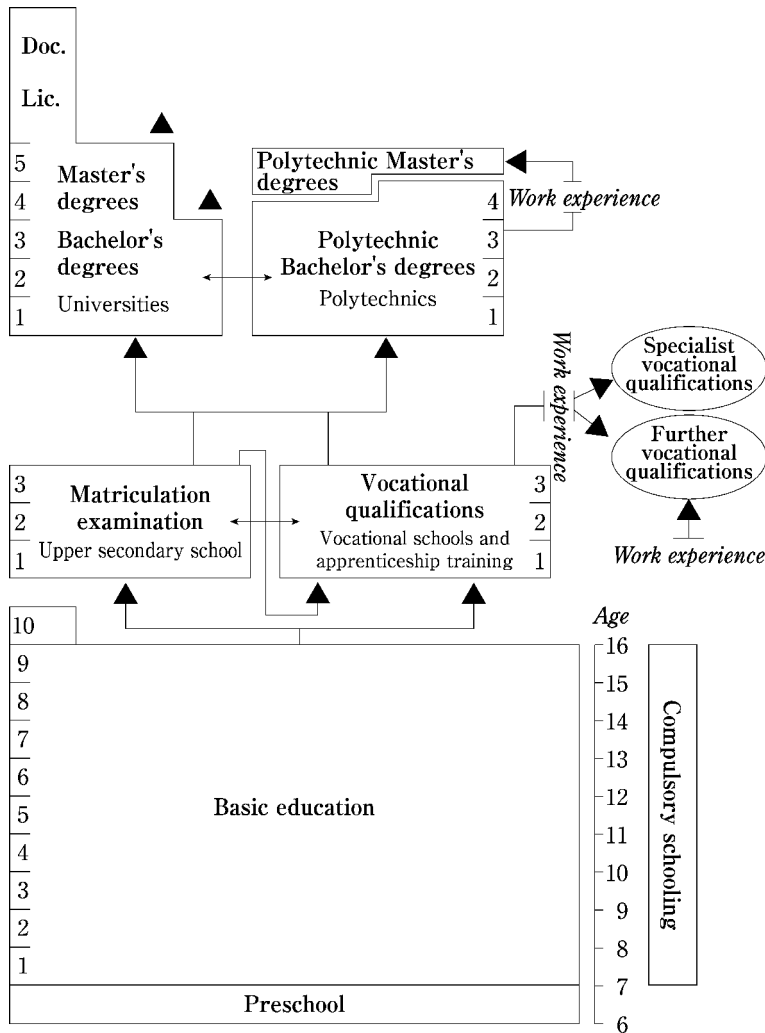 Doc.
Lic.
5
4
3
2
1
Master's
degrees
Bachelor's
degrees
Universities
Polytechnic Master's
degrees
Polytechnic
Bachelor's degrees
Polytechnics
4
3
2
1
Work experience
3
2
1
Matriculation
examination
Upper secondary school
Vocational
qualifications
Vocational schools and
apprenticeship training
3
2
1
Work experience
Specialist
vocational
qualifications
Further
vocational
qualifications
Work experience
10
9
8
7
6
5
4
3
2
1
Basic education
Preschool
Age
16
15
14
13
12
11
10
9
8
7
6
Compulsory schooling